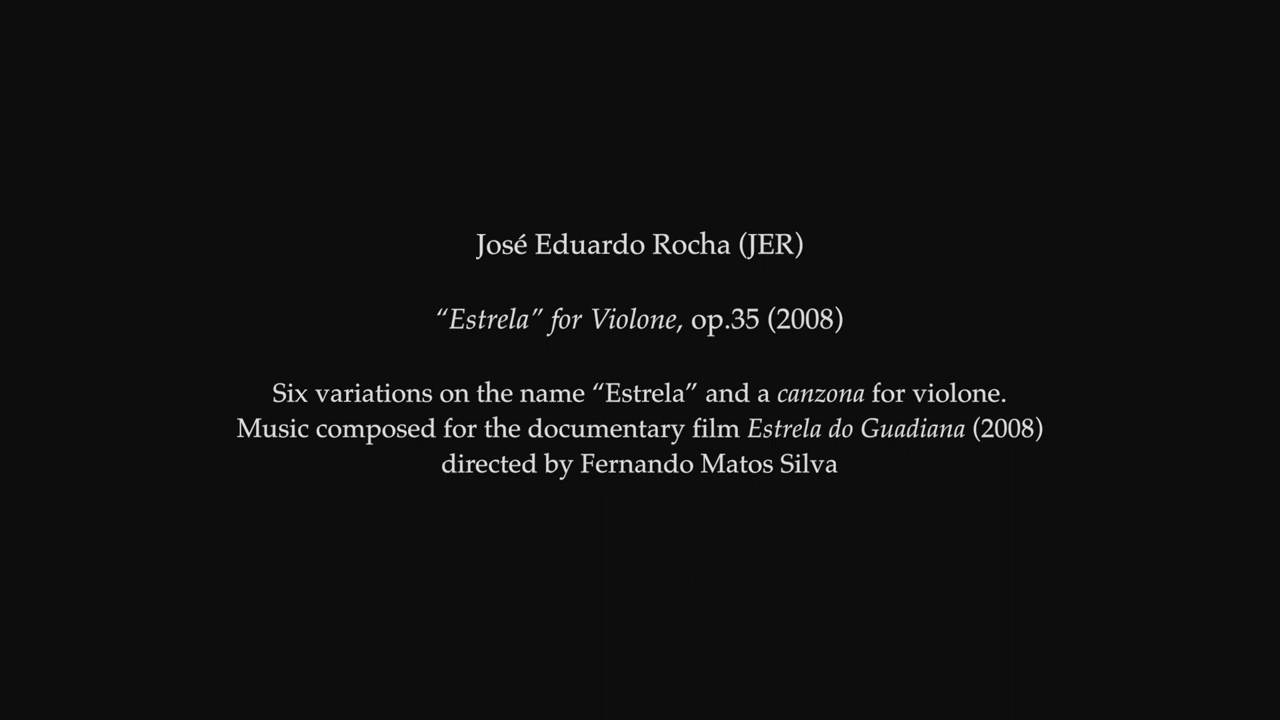 José Eduardo Rocha (JER)
“Estrela” for Violone, op.35 (2008)
Six variations on the name “Estrela” and a canzona for violone.
Music composed for the documentary film Estrela do Guadiana (2008)
directed by Fernando Matos Silva